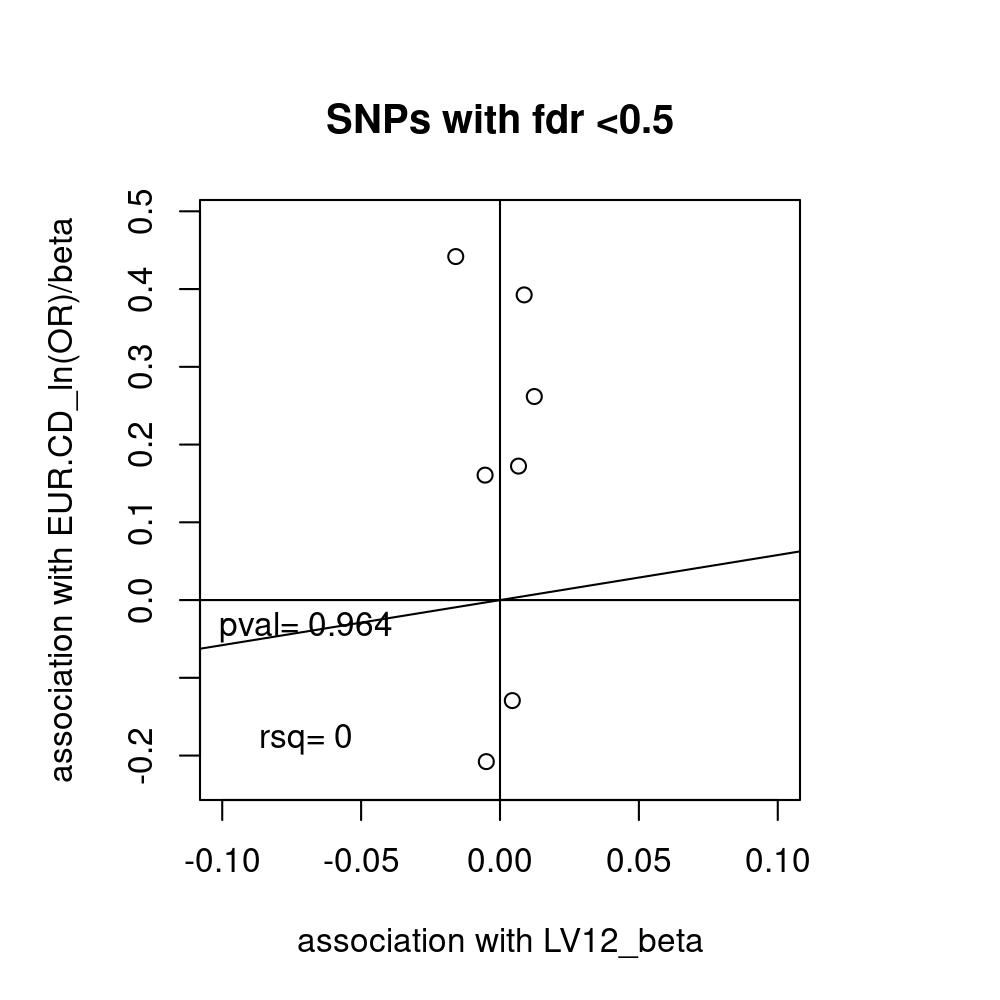 SNPs with fdr <0.5
association with EUR.CD_ln(OR)/beta
0.5
0.4
0.3
0.2
0.1
0.0
-0.2
pval= 0.964
rsq= 0
-0.10 -0.05 0.00 0.05 0.10
association with LV12_beta